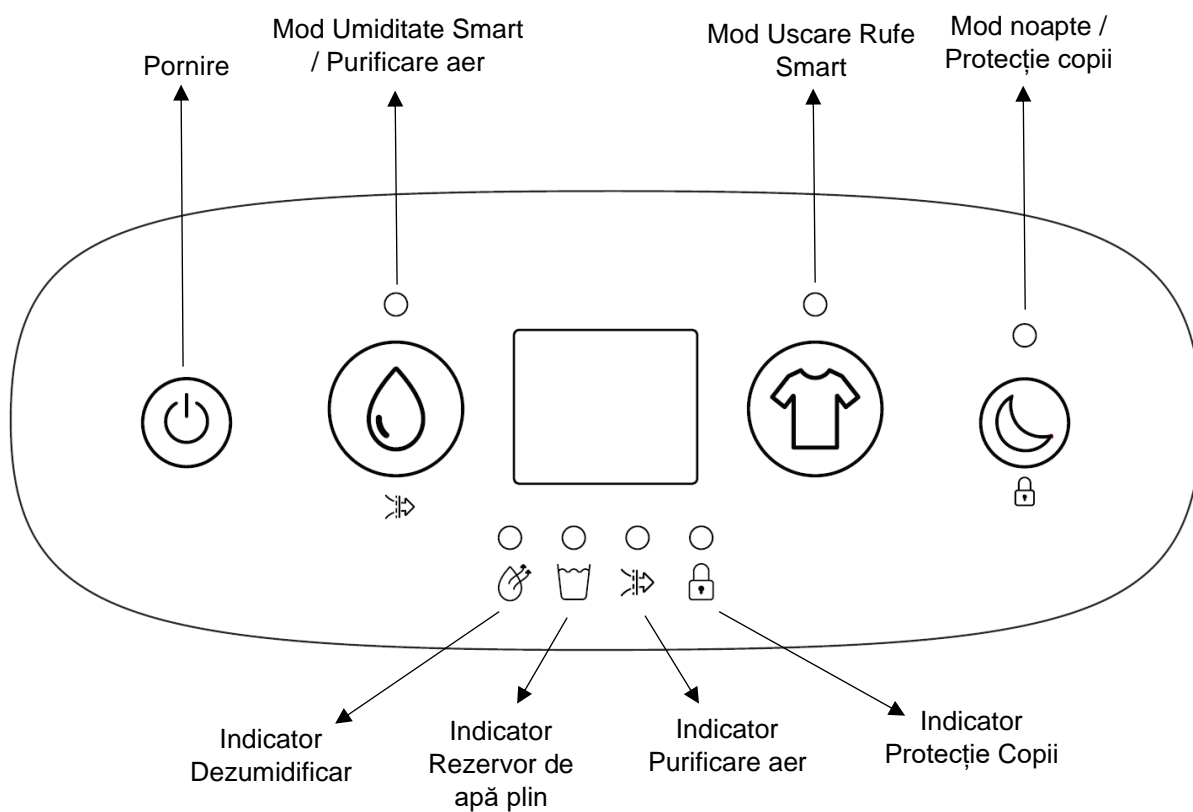 Pornire
Mod Umiditate Smart
/ Purificare aer
Mod Uscare Rufe
Smart
Mod noapte /
Protecție copii
Indicator
Dezumidificar
Indicator
Rezervor de
apă plin
Indicator
Purificare aer
Indicator
Protecție Copii